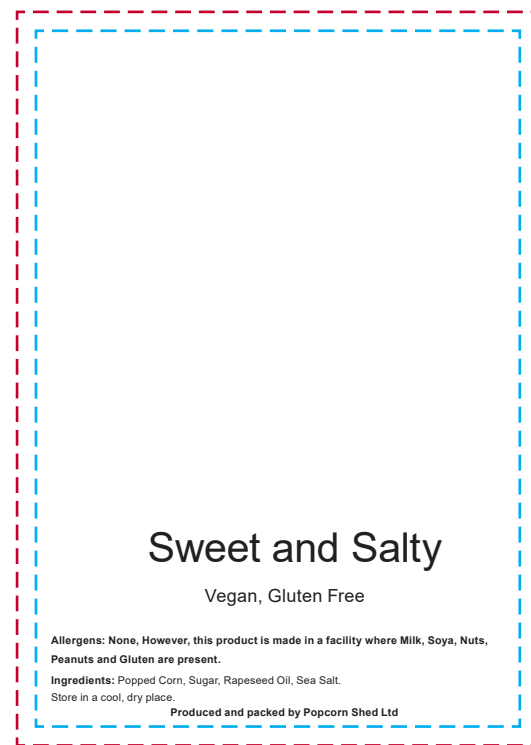 Sweet and Salty
Vegan, Gluten Free
Allergens: None, However, this product is made in a facility where Milk, Soya, Nuts,
Peanuts and Gluten are present.
Ingredients: Popped Corn, Sugar, Rapeseed Oil, Sea Salt.
Store in a cool, dry place.
Produced and packed by Popcorn Shed Ltd